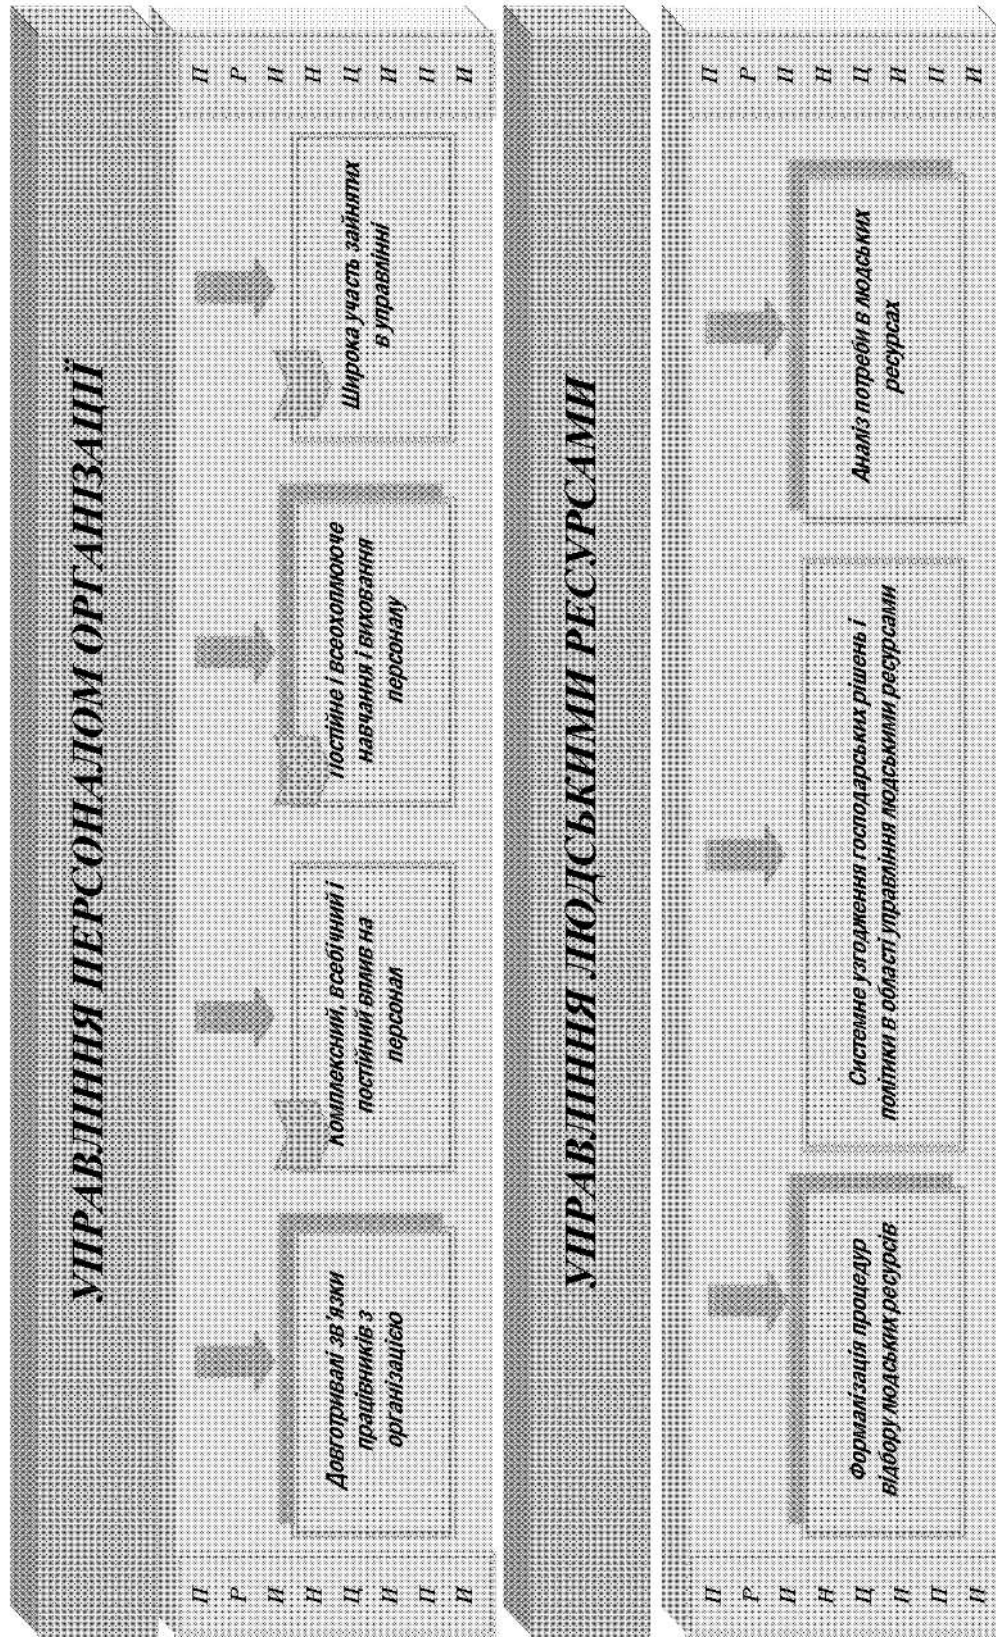 УПРАВЛІННЯ ПЕРСОНАЛОМ ОРГАНІЗАЦІЇ
П
Р
И
Н
Ц
И
П
И
Довготривалі зв'язки
працівників з
організацією
Комплексний, всебічний і
постійний вплив на
персонал
Постійне і всеохоплююче
навчання і виховання
персоналу
Широка участь зайнятих
в управлінні
П
Р
И
Н
Ц
И
П
И
УПРАВЛІННЯ ЛЮДСЬКИМИ РЕСУРСАМИ
П
Р
И
Н
Ц
И
П
И
Формалізація процедур
відбору людських ресурсів
Системне узгодження господарських рішень і
політики в області управління людськими ресурсами
Аналіз потреби в людських
ресурсах
П
Р
И
Н
Ц
И
П
И